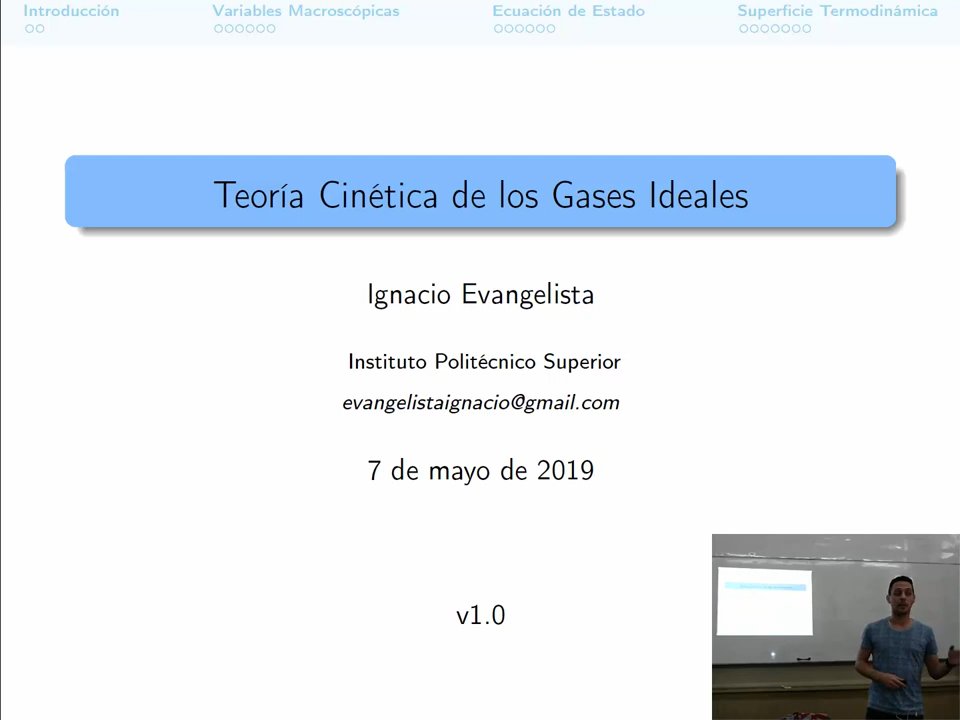 Introducción Variables Macroscópicas Ecuación de Estado Superficie Termodinámica
Teoría Cinética de los Gases Ideales
Ignacio Evangelista
Instituto Politécnico Superior
evangelistaignacio@gmail.com
7 de mayo de 2019
v1.0